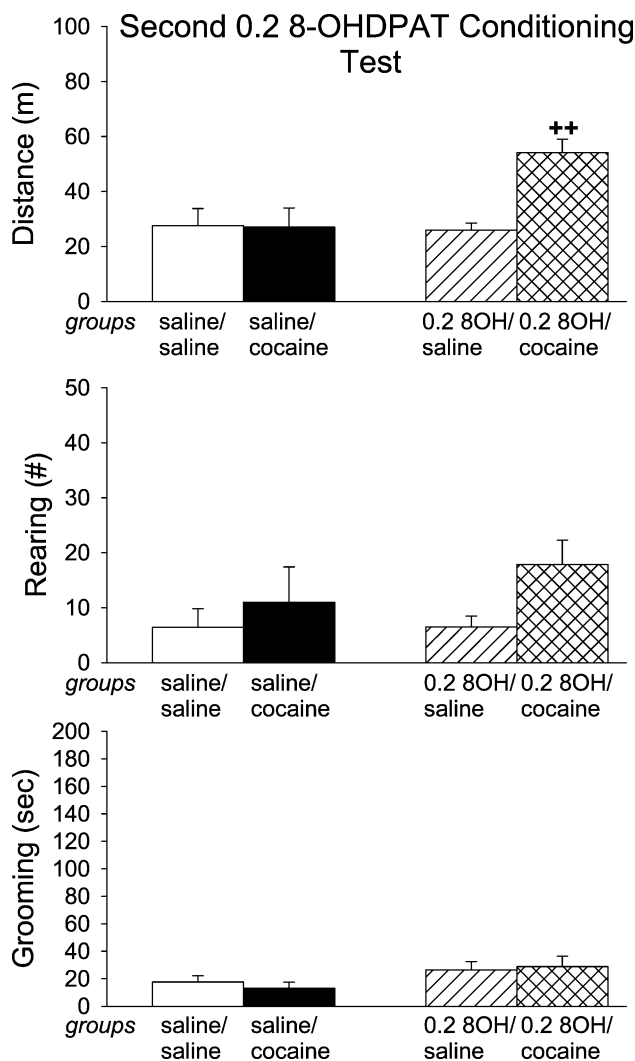 Second 0.2 8-OHDPAT Conditioning
Test
Distance (m)
100
80
60
40
20
0
++
groups
saline/
saline
saline/
cocaine
0.2 8OH/
saline
0.2 8OH/
cocaine
Rearing (#)
50
40
30
20
10
0
groups
saline/
saline
saline/
cocaine
0.2 8OH/
saline
0.2 8OH/
cocaine
Grooming (sec)
200
180
160
140
120
100
80
60
40
20
0
groups
saline/
saline
saline/
cocaine
0.2 8OH/
saline
0.2 8OH/
cocaine